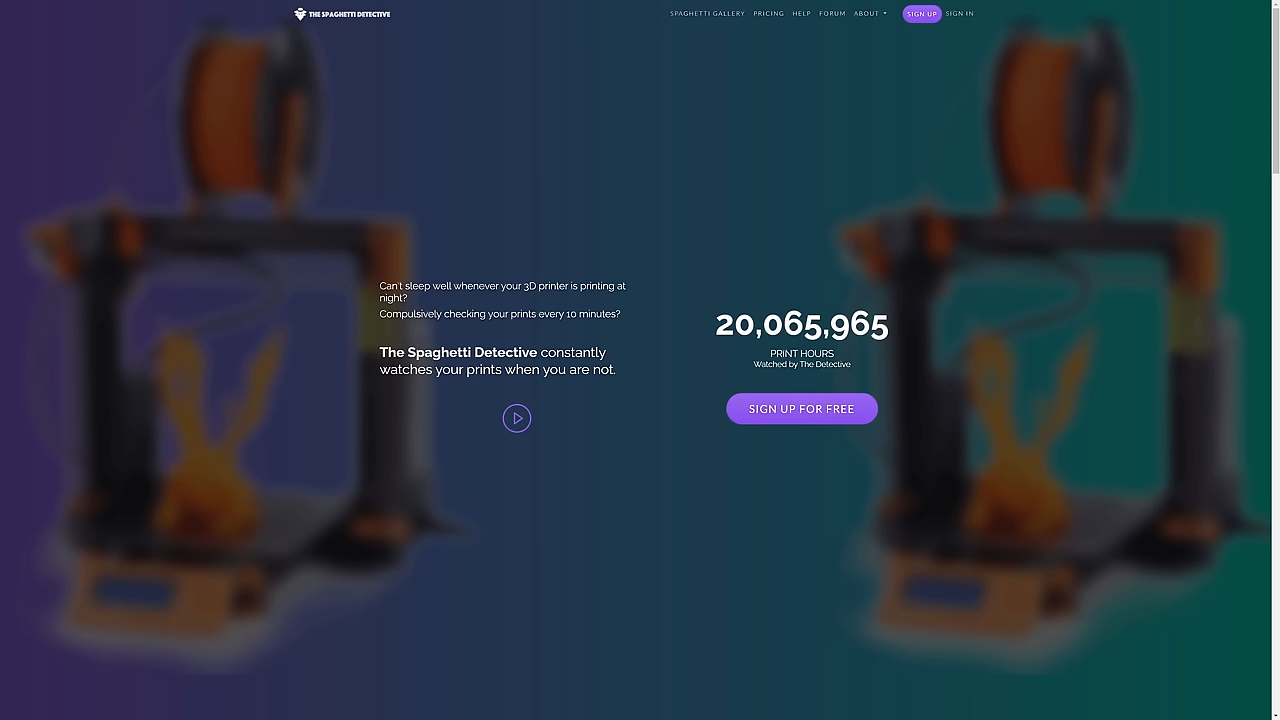 THE SPAGHETTI DETECTIVE
SPAGHETTI GALLERY PRICING HELP FORUM ABOUT SIGN UP SIGN IN
Can't sleep well whenever your 3D printer is printing at
night?
Compulsively checking your prints every 10 minutes?
The Spaghetti Detective constantly
watches your prints when you are not.
20,065,965
PRINT HOURS
Watched by The Detective
SIGN UP FOR FREE